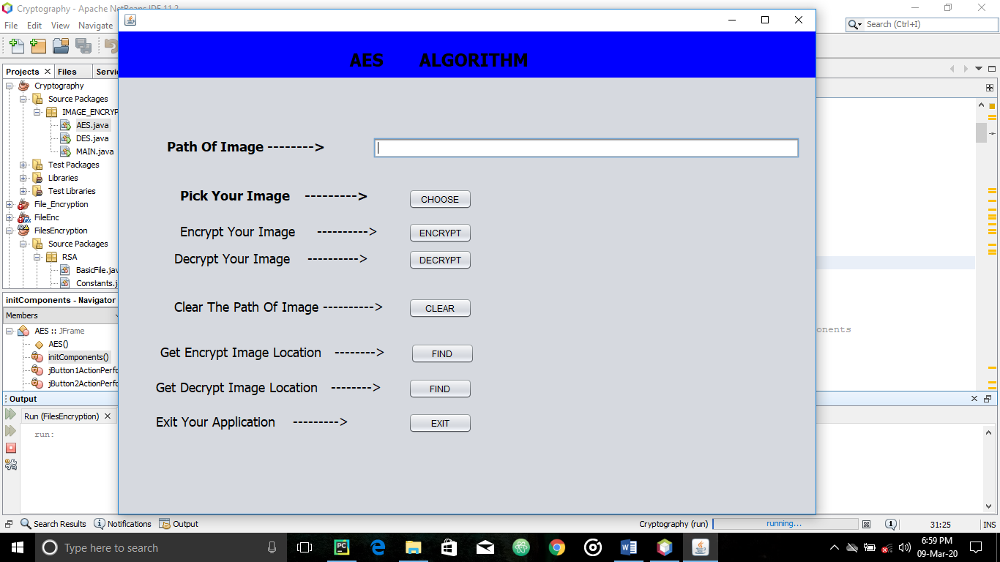 Cryptography - Apache NetBeans IDE 11.2
File Edit View Navigate
Search (Ctrl+I)
AES ALGORITHM
Projects Files Servi
Cryptography
Source Packages
IMAGE_ENCRYP
AES.java
DES.java
MAIN.java
Test Packages
Libraries
Test Libraries
File_Encryption
FileEnc
FilesEncryption
Source Packages
RSA
BasicFile.jav
Constants.j
Path Of Image -------->
Pick Your Image ---------> CHOOSE
Encrypt Your Image ----------> ENCRYPT
Decrypt Your Image ----------> DECRYPT
Clear The Path Of Image ----------> CLEAR
Get Encrypt Image Location --------> FIND
Get Decrypt Image Location --------> FIND
Exit Your Application ---------> EXIT
onents
initComponents - Navigator
Members
AES :: JFrame
AES()
initComponents()
jButton1ActionPerfo
jButton2ActionPerfo
Output
Run (FilesEncryption)
run:
Search Results Notifications Output
Cryptography (run) running... 1 31:25 INS
Type here to search
6:59 PM
09-Mar-20